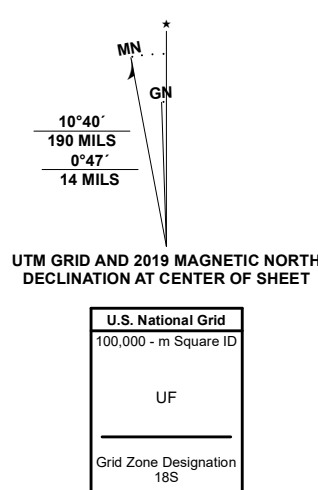 ★
MN
GN
10°40´
190 MILS
0°47´
14 MILS
UTM GRID AND 2019 MAGNETIC NORTH
DECLINATION AT CENTER OF SHEET
U.S. National Grid
100,000 - m Square ID
UF
Grid Zone Designation
18S